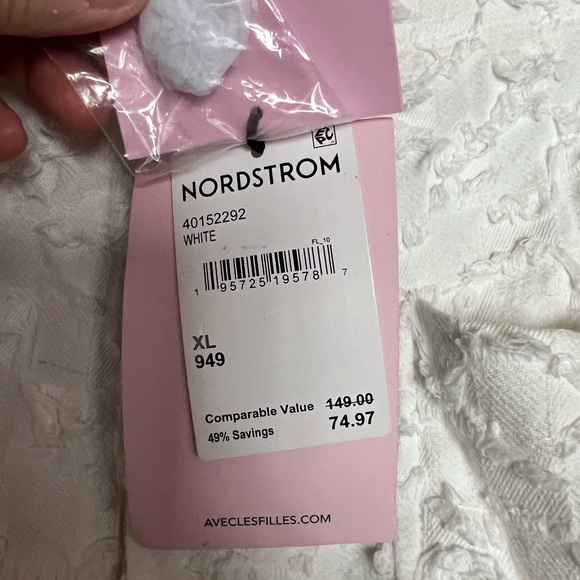 NORDSTROM
40152292
WHITE
FL_10
1 95725 19578 7
XL
949
Comparable Value 149.00
49% Savings 74.97
AVECLESFILLES.COM